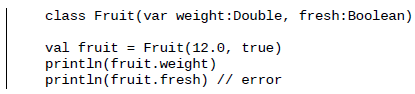 class Fruit(var weight:Double, fresh:Boolean)
val fruit = Fruit(12.0, true)
println(fruit.weight)
println(fruit.fresh) // error